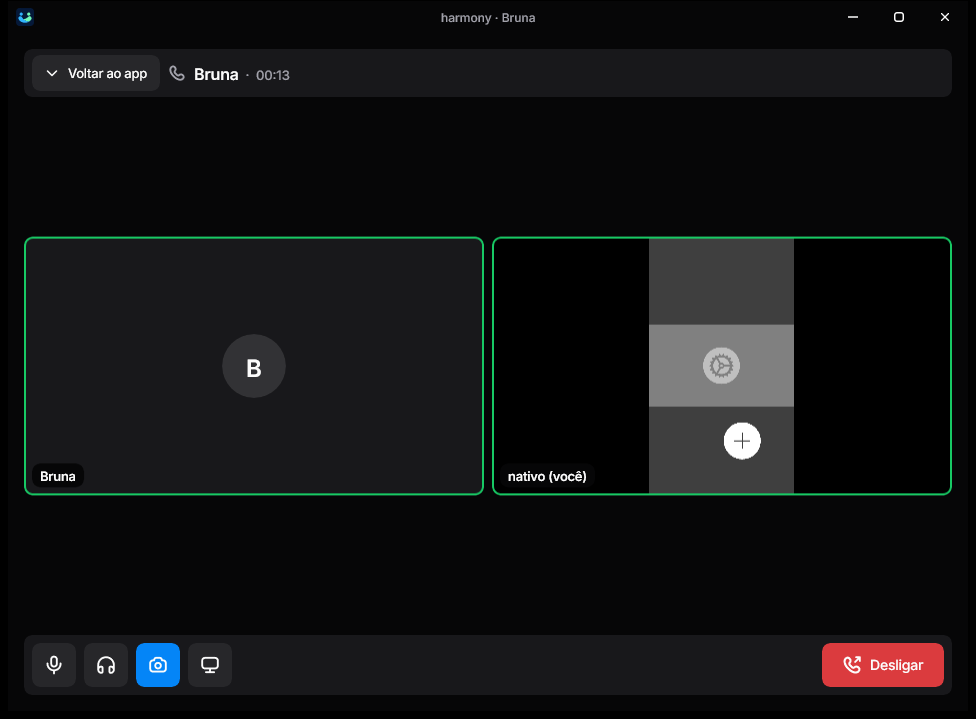 harmony · Bruna
Voltar ao app
Bruna · 00:13
B
Bruna
nativo (você)
Desligar